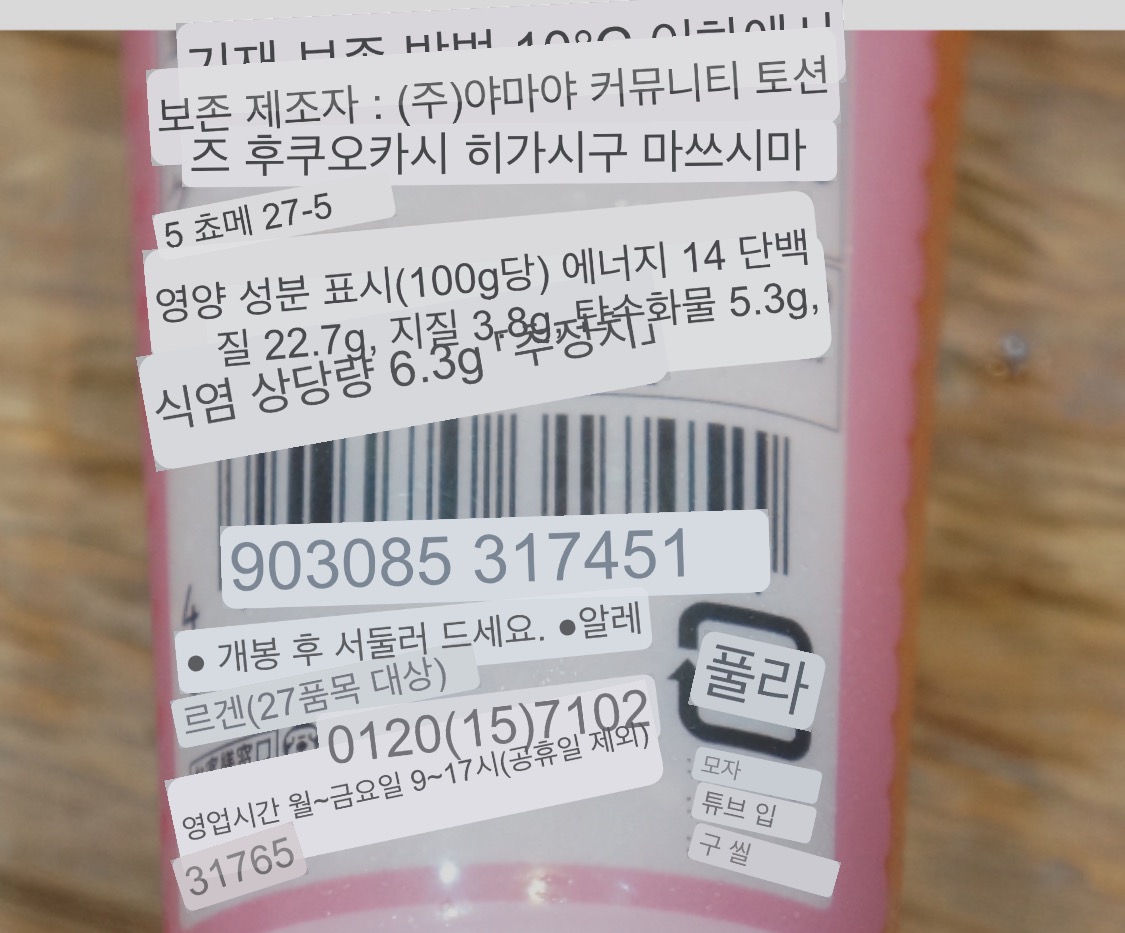 기재 보존 방법 10°C 이하에서
보존 제조자 : (주)야마야 커뮤니티 토션
즈 후쿠오카시 히가시구 마쓰시마
5 쵸메 27-5
영양 성분 표시(100g당) 에너지 14 단백
질 22.7g, 지질 3.8g, 탄수화물 5.3g,
식염 상당량 6.3g 「추정치」
4
903085 317451
● 개봉 후 서둘러 드세요. ●알레
르겐(27품목 대상)
0120(15)7102
영업시간 월~금요일 9~17시(공휴일 제외)
31765
풀라
모자
튜브 입
구 씰